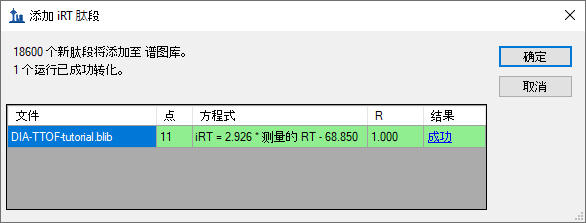 添加 iRT 肽段
18600 个新肽段将添加至 谱图库。
1 个运行已成功转化。
确定
取消
文件 点 方程式 R 结果
DIA-TTOF-tutorial.blib 11 iRT = 2.926 * 测量的 RT - 68.850 1.000 成功